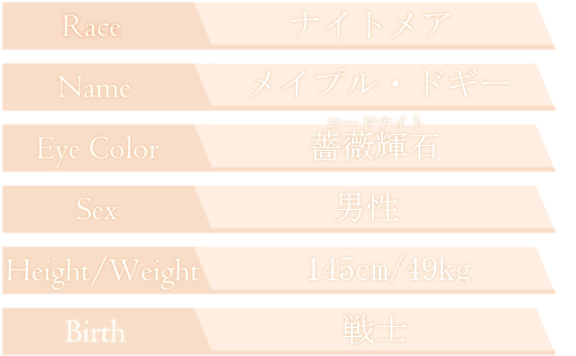 Race ナイトメア
Name メイプル・ドギー
ロードナイト
Eye Color 薔薇輝石
Sex 男性
Height/Weight 145cm/49kg
Birth 戦士